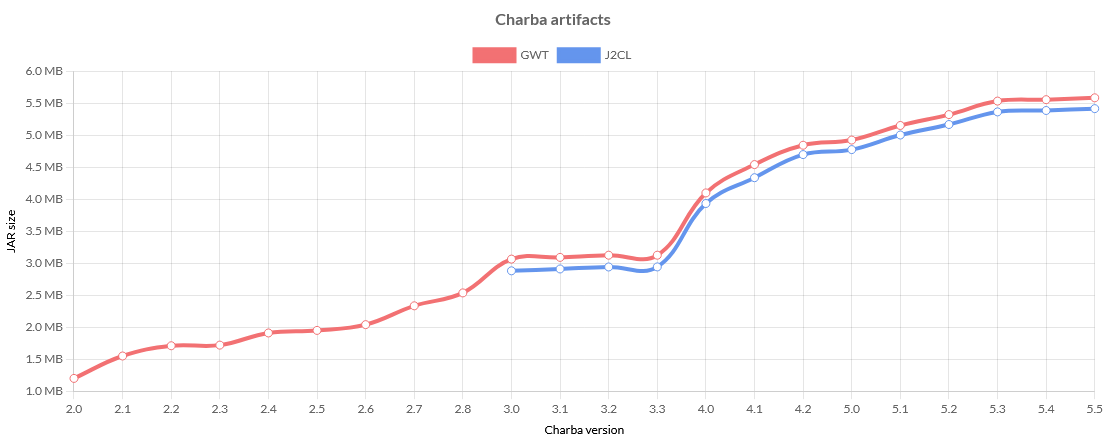 Charba artifacts
GWT J2CL
6.0 MB
5.5 MB
5.0 MB
4.5 MB
4.0 MB
3.5 MB
3.0 MB
2.5 MB
2.0 MB
1.5 MB
1.0 MB
JAR size
2.0 2.1 2.2 2.3 2.4 2.5 2.6 2.7 2.8 3.0 3.1 3.2 3.3 4.0 4.1 4.2 5.0 5.1 5.2 5.3 5.4 5.5
Charba version